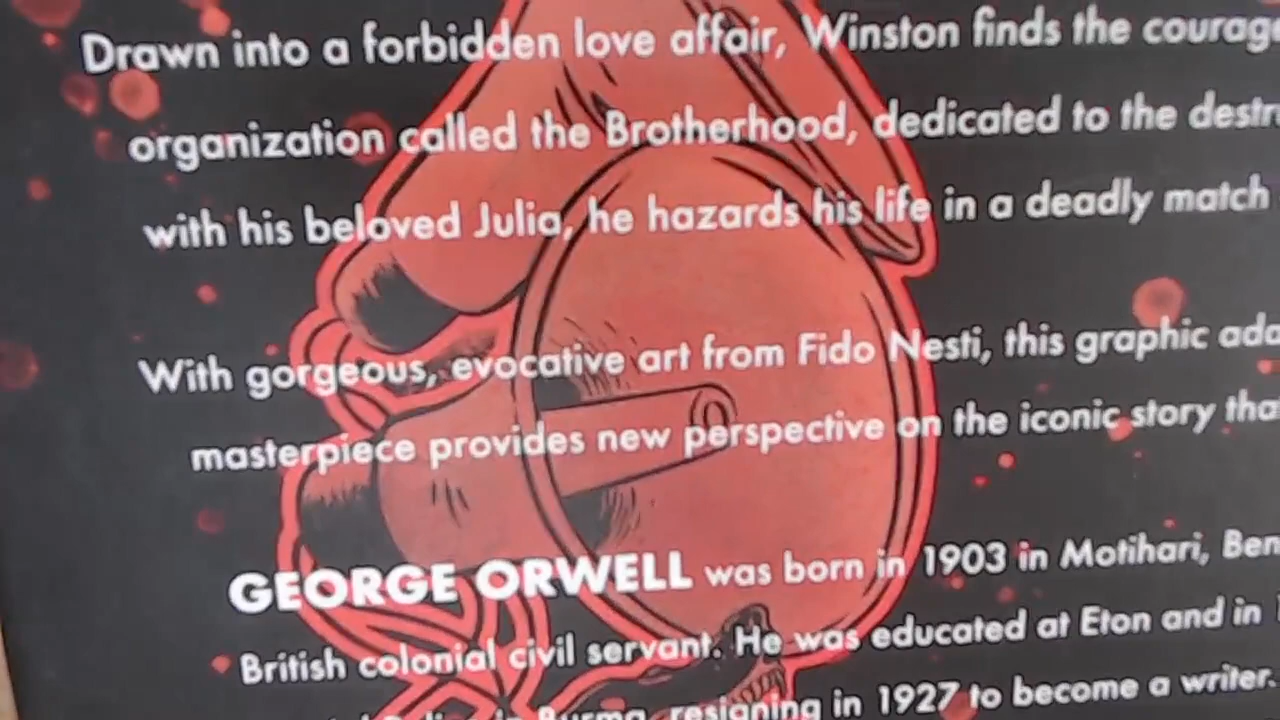 Drawn into a forbidden love affair, Winston finds the courage
organization called the Brotherhood, dedicated to the destr
with his beloved Julia, he hazards his life in a deadly match
With gorgeous, evocative art from Fido Nesti, this graphic ada
masterpiece provides new perspective on the iconic story tha
GEORGE ORWELL was born in 1903 in Motihari, Ben
British colonial civil servant. He was educated at Eton and in
in Burma, resigning in 1927 to become a writer.